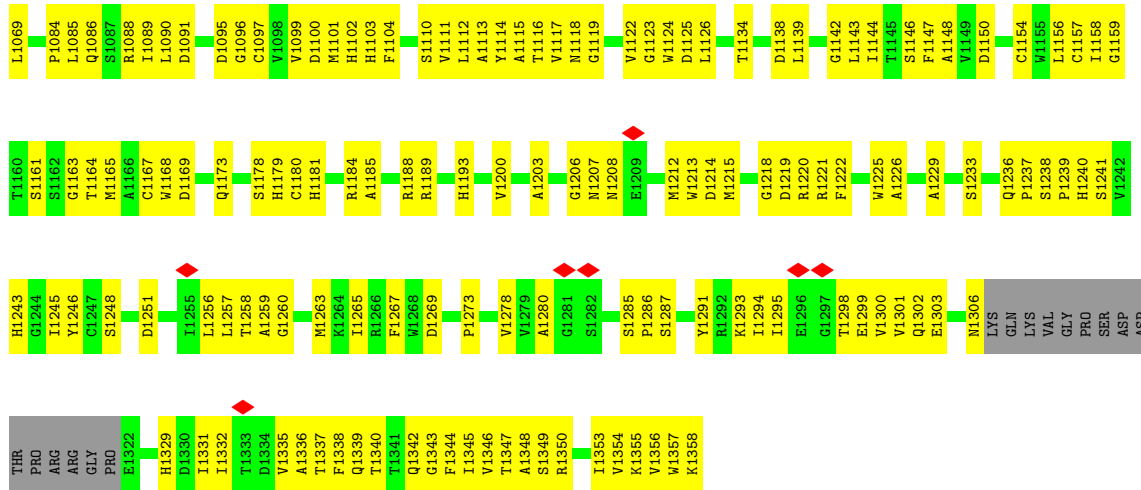 L1069 P1084 L1085 Q1086 S1087 R1088 I1089 L1090 D1091 D1095 G1096 C1097 V1098 V1099 D1100 M1101 H1102 H1103 F1104 S1110 V1111 L1112 A1113 Y1114 A1115 T1116 V1117 N1118 G1119 V1122 G1123 W1124 D1125 L1126 T1134 D1138 L1139 G1142 L1143 I1144 T1145 S1146 F1147 A1148 V1149 D1150 C1154 W1155 L1156 C1157 I1158 G1159
T1160 S1161 S1162 G1163 T1164 M1165 A1166 C1167 W1168 D1169 Q1173 S1178 H1179 C1180 H1181 R1184 A1185 R1188 R1189 H1193 V1200 A1203 G1206 N1207 N1208 E1209 M1212 W1213 D1214 M1215 G1218 D1219 R1220 R1221 F1222 W1225 A1226 A1229 S1233 Q1236 P1237 S1238 P1239 H1240 S1241 V1242
H1243 G1244 T1245 Y1246 C1247 S1248 D1251 I1255 L1256 L1257 T1258 A1259 G1260 M1263 K1264 I1265 R1266 F1267 W1268 D1269 P1273 V1278 V1279 A1280 G1281 S1282 S1285 P1286 S1287 Y1291 R1292 K1293 I1294 I1295 E1296 G1297 T1298 E1299 V1300 V1301 Q1302 E1303 N1306 LYS GLN LYS VAL GLY PRO SER ASP ASP
THR PRO ARG ARG GLY PRO E1322 H1329 D1330 I1331 I1332 T1333 D1334 V1335 A1336 T1337 F1338 Q1339 T1340 T1341 Q1342 G1343 F1344 I1345 V1346 T1347 A1348 S1349 R1350 I1353 V1354 K1355 V1356 W1357 K1358